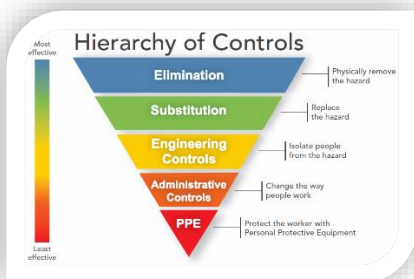 Hierarchy of Controls
Most
effective
Elimination
Physically remove
the hazard
Substitution
Replace
the hazard
Engineering
Controls
Isolate people
from the hazard
Administrative
Controls
Change the way
people work
PPE
Protect the worker with
Personal Protective Equipment
Least
effective